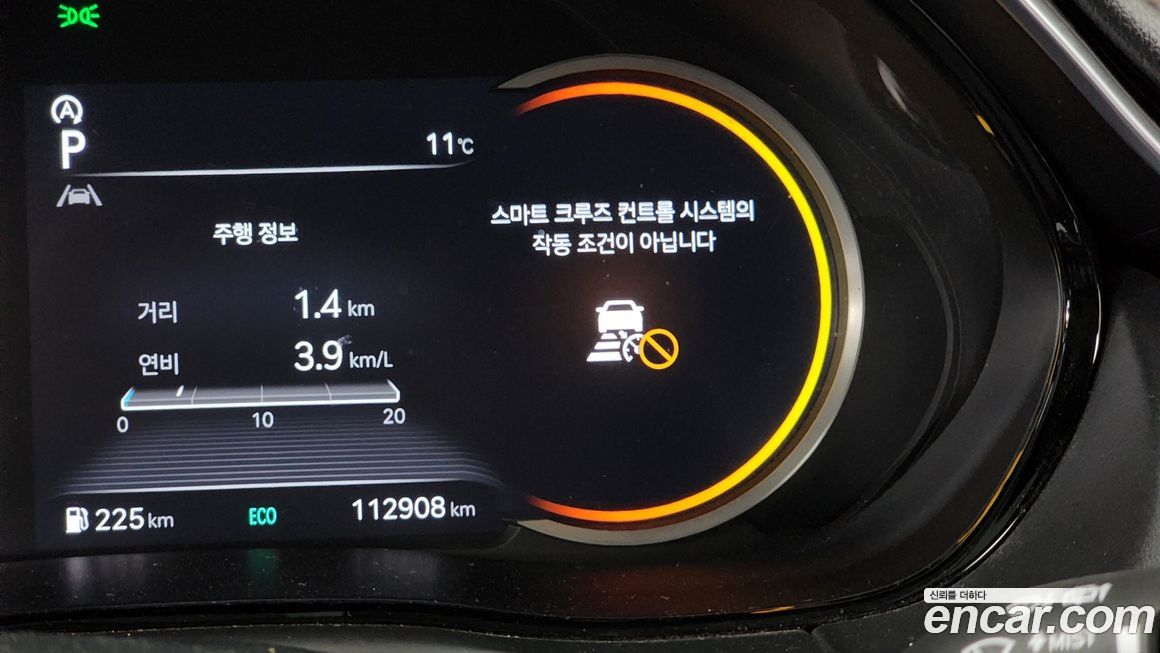 A
P
11°C
주행 정보
스마트 크루즈 컨트롤 시스템의
작동 조건이 아닙니다
거리 1.4 km
연비 3.9 km/L
0 10 20
225 km ECO 112908 km
신뢰를 더하다
encar.com
MIST